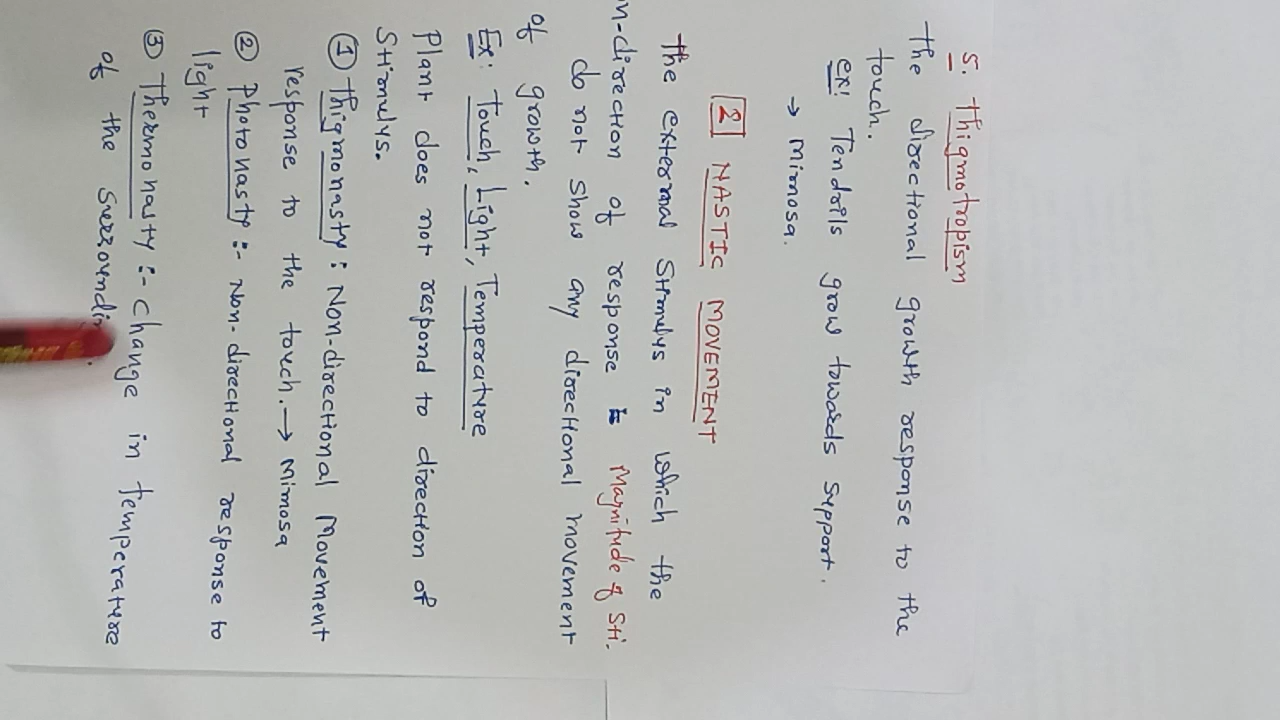 5. Thigmotropism
The directional growth response to the
touch.
ex: Tendrils grow towards support.
→ Mimosa.
2 NASTIC MOVEMENT
The external stimulus in which the
n-direction of response Magnitude of Sti.
do not show any directional movement
of growth.
Ex: Touch, Light, Temperature
Plant does not respond to direction of
Stimulus.
① Thigmonasty : Non-directional Movement
response to the touch. → Mimosa
② Photonasty :- Non-directional response to
light
③ Thermonasty :- change in temperature
of the